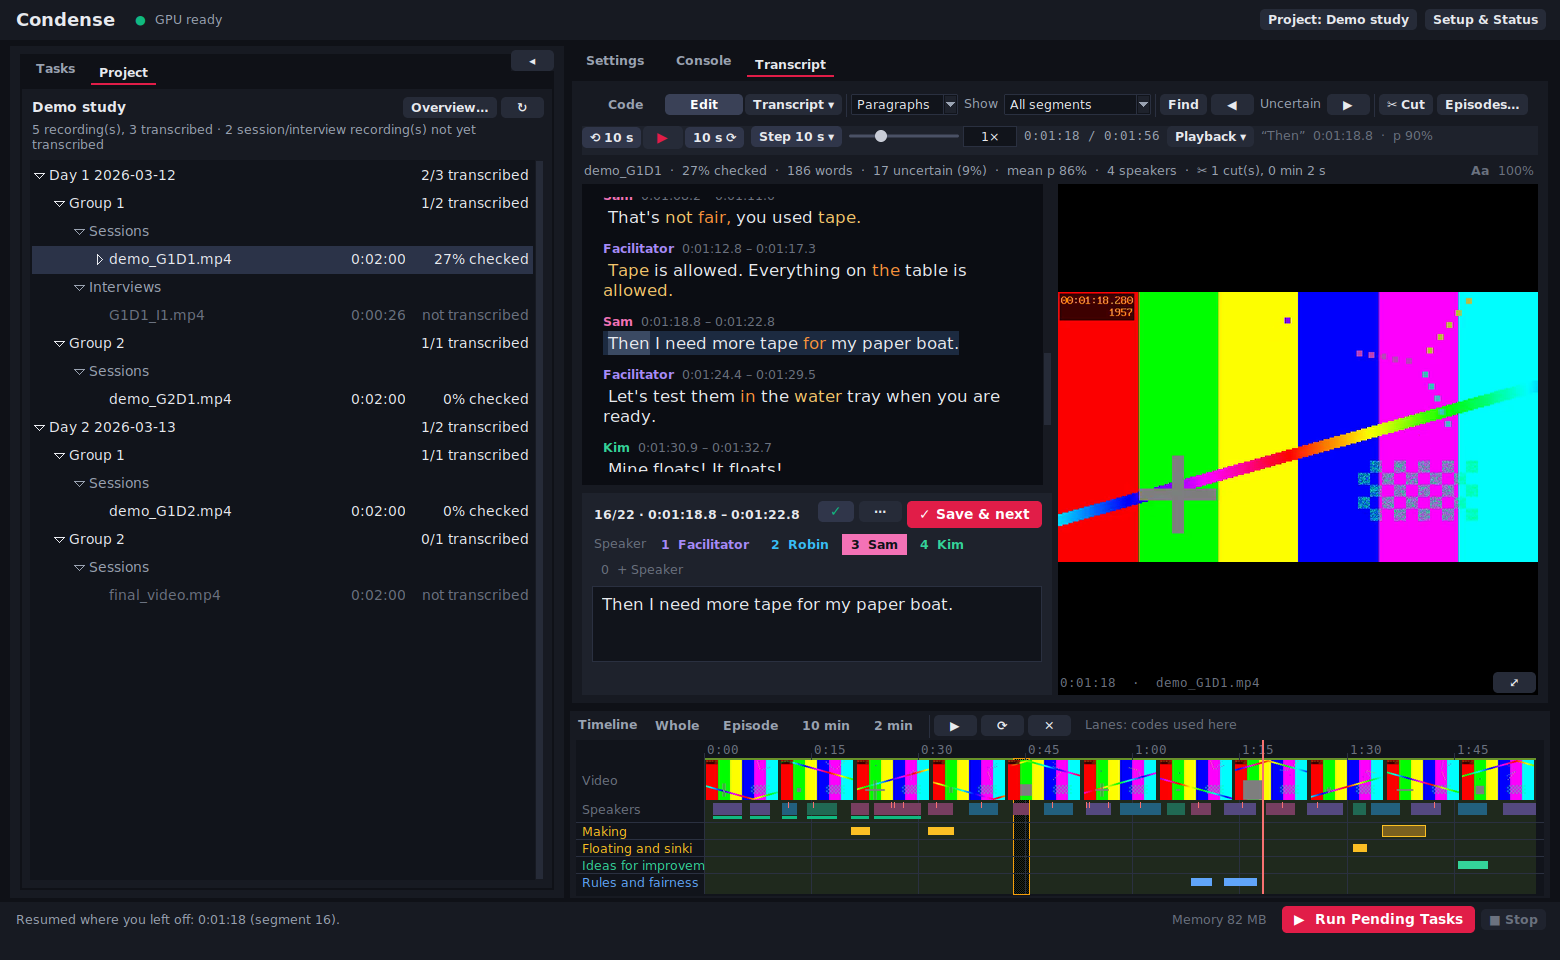 Condense
GPU ready
Project: Demo study
Setup & Status
Tasks
Project
Demo study
Overview...
5 recording(s), 3 transcribed · 2 session/interview recording(s) not yet
transcribed
Day 1 2026-03-12 2/3 transcribed
Group 1 1/2 transcribed
Sessions
demo_G1D1.mp4 0:02:00 27% checked
Interviews
G1D1_I1.mp4 0:00:26 not transcribed
Group 2 1/1 transcribed
Sessions
demo_G2D1.mp4 0:02:00 0% checked
Day 2 2026-03-13 1/2 transcribed
Group 1 1/1 transcribed
Sessions
demo_G1D2.mp4 0:02:00 0% checked
Group 2 0/1 transcribed
Sessions
final_video.mp4 0:02:00 not transcribed
Settings Console Transcript
Code Edit Transcript ▾ Paragraphs Show All segments Find ◀ Uncertain ▶ ✂ Cut Episodes...
⟲ 10 s ▶ 10 s ⟳ Step 10 s ▾ 1× 0:01:18 / 0:01:56 Playback ▾ "Then" 0:01:18.8 · p 90%
demo_G1D1 · 27% checked · 186 words · 17 uncertain (9%) · mean p 86% · 4 speakers · ✂ 1 cut(s), 0 min 2 s Aa 100%
Sam 0:01:08.2 – 0:01:11.0
That's not fair, you used tape.
Facilitator 0:01:12.8 – 0:01:17.3
Tape is allowed. Everything on the table is
allowed.
Sam 0:01:18.8 – 0:01:22.8
Then I need more tape for my paper boat.
Facilitator 0:01:24.4 – 0:01:29.5
Let's test them in the water tray when you are
ready.
Kim 0:01:30.9 – 0:01:32.7
Mine floats! It floats!
00:01:18.280
1957
16/22 · 0:01:18.8 – 0:01:22.8 ✓ ... ✓ Save & next
Speaker 1 Facilitator 2 Robin 3 Sam 4 Kim
0 + Speaker
Then I need more tape for my paper boat.
0:01:18 · demo_G1D1.mp4
Timeline Whole Episode 10 min 2 min ▶ ⟳ ✕ Lanes: codes used here
0:00 0:15 0:30 0:45 1:00 1:15 1:30 1:45
Video
Speakers
Making
Floating and sinki
Ideas for improvem
Rules and fairness
Resumed where you left off: 0:01:18 (segment 16).
Memory 82 MB
▶ Run Pending Tasks
■ Stop